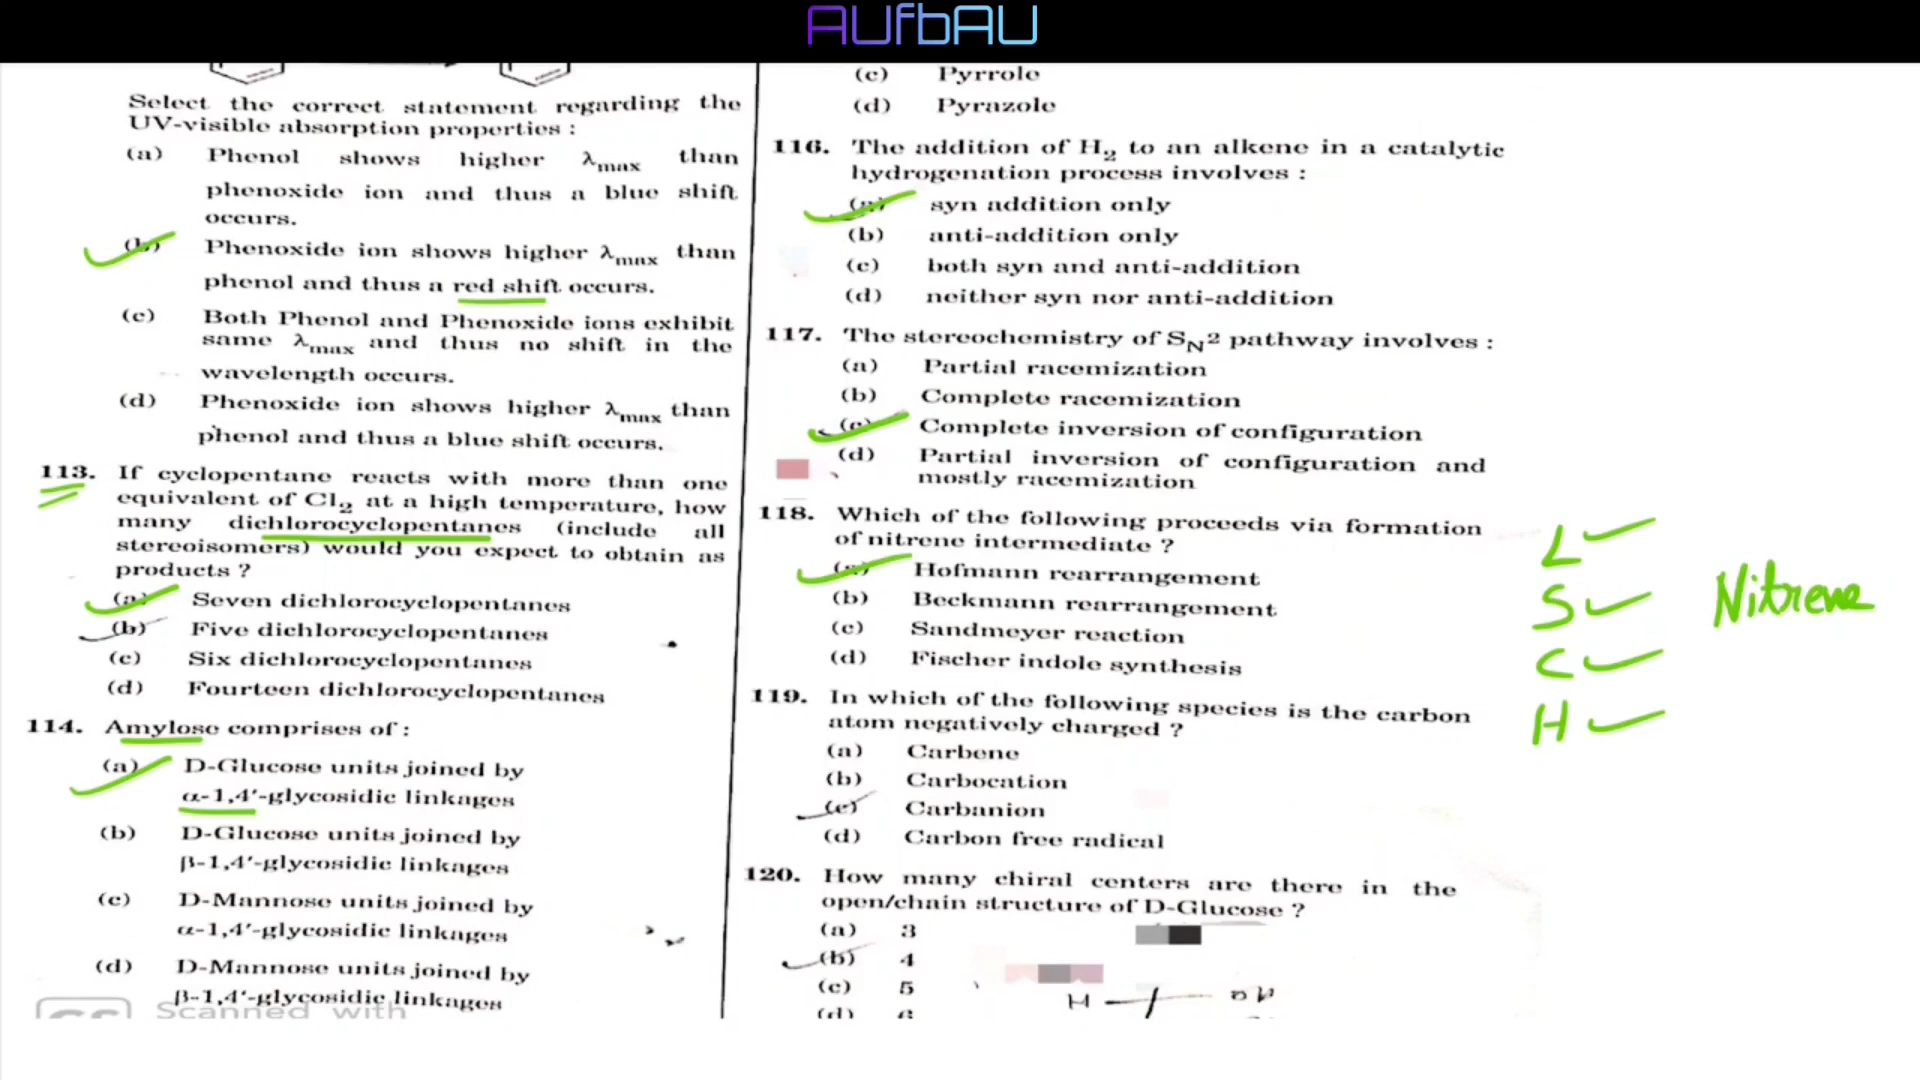 AUFBAU
Select the correct statement regarding the
UV-visible absorption properties :
(a) Phenol shows higher λmax than
phenoxide ion and thus a blue shift
occurs.
(b) Phenoxide ion shows higher λmax than
phenol and thus a red shift occurs.
(c) Both Phenol and Phenoxide ions exhibit
same λmax and thus no shift in the
wavelength occurs.
(d) Phenoxide ion shows higher λmax than
phenol and thus a blue shift occurs.
113. If cyclopentane reacts with more than one
equivalent of Cl2 at a high temperature, how
many dichlorocyclopentanes (include all
stereoisomers) would you expect to obtain as
products ?
(a) Seven dichlorocyclopentanes
(b) Five dichlorocyclopentanes
(c) Six dichlorocyclopentanes
(d) Fourteen dichlorocyclopentanes
114. Amylose comprises of :
(a) D-Glucose units joined by
α-1,4′-glycosidic linkages
(b) D-Glucose units joined by
β-1,4′-glycosidic linkages
(c) D-Mannose units joined by
α-1,4′-glycosidic linkages
(d) D-Mannose units joined by
β-1,4′-glycosidic linkages
Scanned with
(c) Pyrrole
(d) Pyrazole
116. The addition of H2 to an alkene in a catalytic
hydrogenation process involves :
(a) syn addition only
(b) anti-addition only
(c) both syn and anti-addition
(d) neither syn nor anti-addition
117. The stereochemistry of SN2 pathway involves :
(a) Partial racemization
(b) Complete racemization
(c) Complete inversion of configuration
(d) Partial inversion of configuration and
mostly racemization
118. Which of the following proceeds via formation
of nitrene intermediate ?
(a) Hofmann rearrangement
(b) Beckmann rearrangement
(c) Sandmeyer reaction
(d) Fischer indole synthesis
119. In which of the following species is the carbon
atom negatively charged ?
(a) Carbene
(b) Carbocation
(c) Carbanion
(d) Carbon free radical
120. How many chiral centers are there in the
open/chain structure of D-Glucose ?
(a) 3
(b) 4
(c) 5
(d) 6
H OH
L
S
C
H
Nitrene